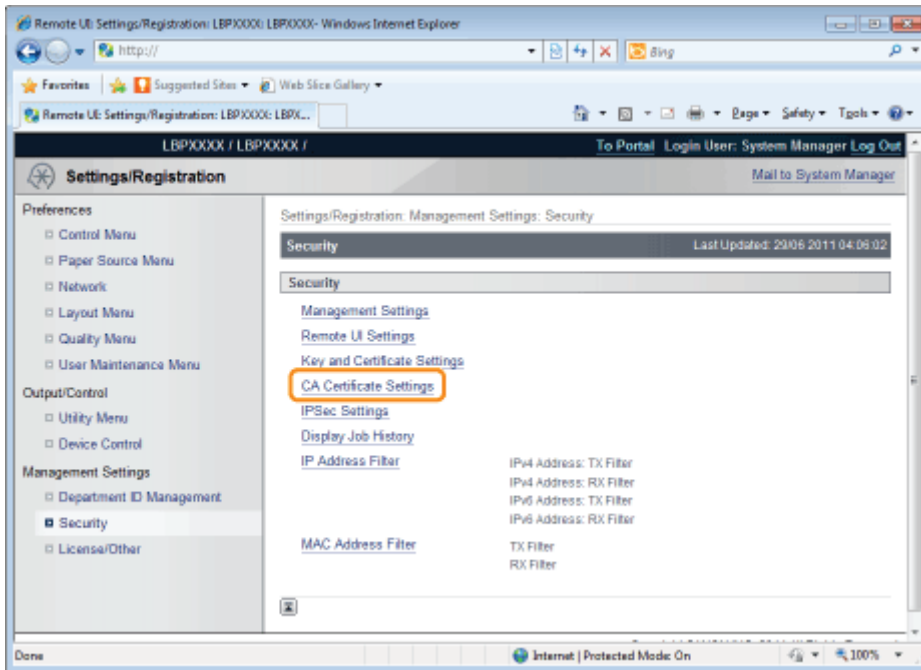 Remote UI: Settings/Registration: LBPXXXX: LBPXXXX- Windows Internet Explorer
http://
Bing
Favorites Suggested Sites Web Slice Gallery
Remote UI: Settings/Registration: LBPXXXX: LBPX...
Page Safety Tools
LBPXXXX / LBPXXXX / To Portal Login User: System Manager Log Out
Settings/Registration Mail to System Manager
Preferences
Control Menu
Paper Source Menu
Network
Layout Menu
Quality Menu
User Maintenance Menu
Output/Control
Utility Menu
Device Control
Management Settings
Department ID Management
Security
License/Other
Settings/Registration: Management Settings: Security
Security Last Updated: 29/06 2011 04:06:02
Security
Management Settings
Remote UI Settings
Key and Certificate Settings
CA Certificate Settings
IPSec Settings
Display Job History
IP Address Filter IPv4 Address: TX Filter
IPv4 Address: RX Filter
IPv6 Address: TX Filter
IPv6 Address: RX Filter
MAC Address Filter TX Filter
RX Filter
Done Internet | Protected Mode: On 100%